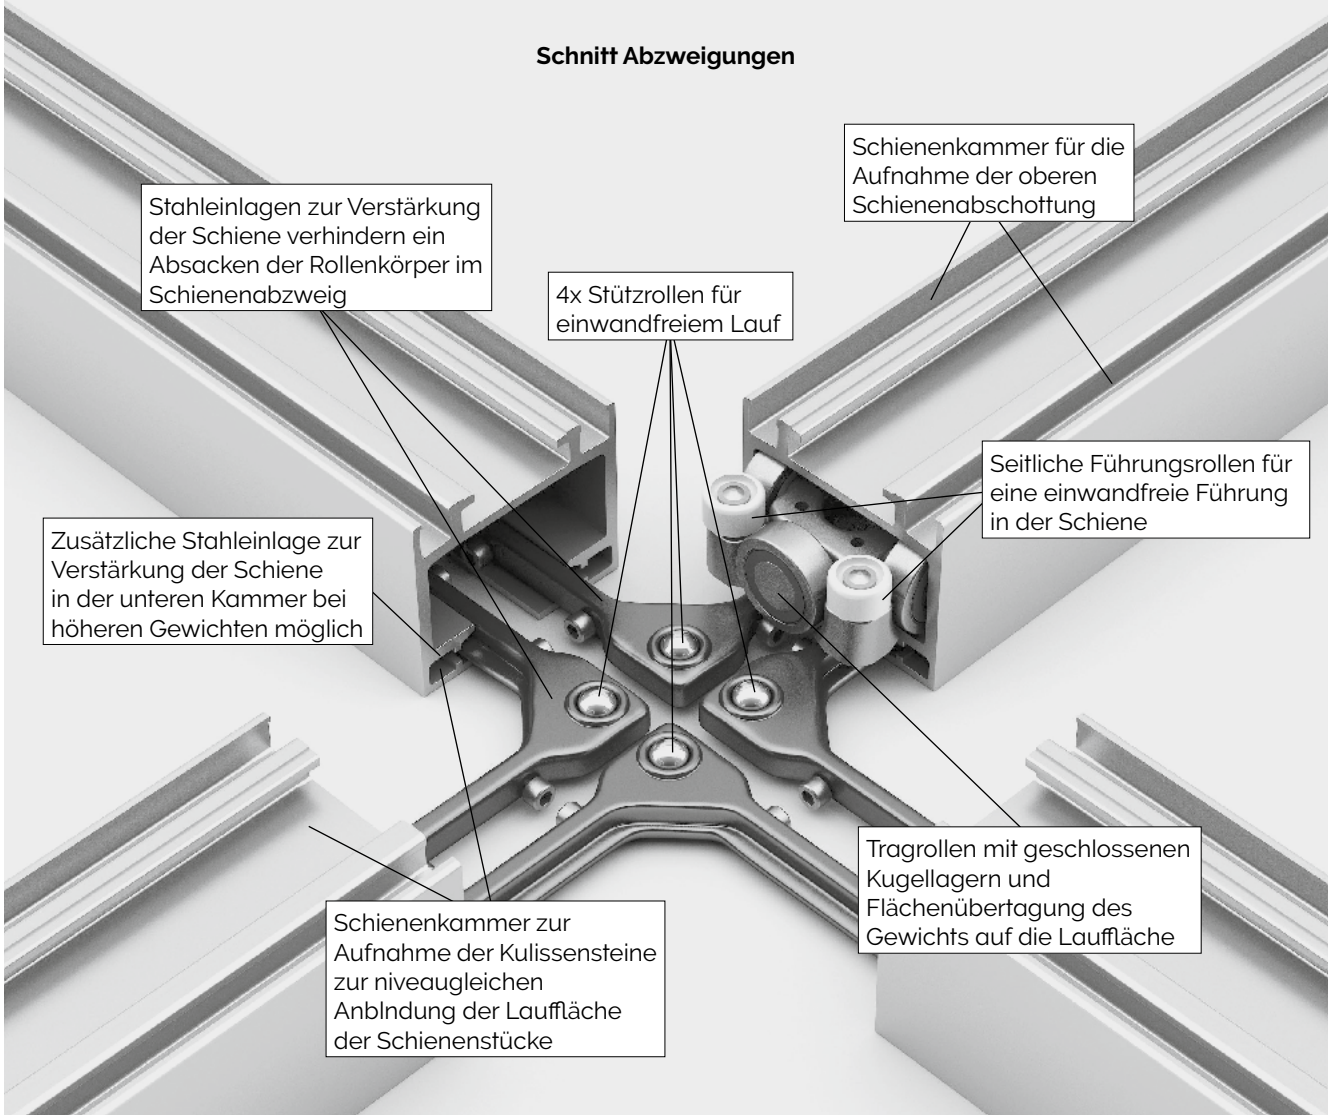 Schnitt Abzweigungen
Schienenkammer für die
Aufnahme der oberen
Schienenabschottung
Stahleinlagen zur Verstärkung
der Schiene verhindern ein
Absacken der Rollenkörper im
Schienenabzweig
4x Stützrollen für
einwandfreiem Lauf
Seitliche Führungsrollen für
eine einwandfreie Führung
in der Schiene
Zusätzliche Stahleinlage zur
Verstärkung der Schiene
in der unteren Kammer bei
höheren Gewichten möglich
Tragrollen mit geschlossenen
Kugellagern und
Flächenübertagung des
Gewichts auf die Lauffläche
Schienenkammer zur
Aufnahme der Kulissensteine
zur niveaugleichen
Anblndung der Lauffläche
der Schienenstücke